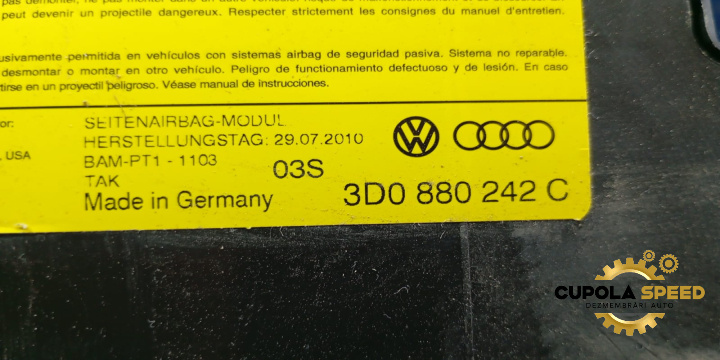 peut devenir un projectile dangereux. Respecter strictement les consignes du manuel d'entretien.
usivamente permitida en vehículos con sistemas airbag de seguridad pasiva. Sistema no reparable.
desmontar o montar en otro vehículo. Peligro de funcionamiento defectuoso y de lesión. En caso
tirse en un proyectil peligroso. Véase manual de instrucciones.
or:
SEITENAIRBAG-MODUL
HERSTELLUNGSTAG: 29.07.2010
, USA
BAM-PT1 - 1103
03S
TAK
Made in Germany
3D0 880 242 C
CUPOLA SPEED
DEZMEMBRĂRI AUTO